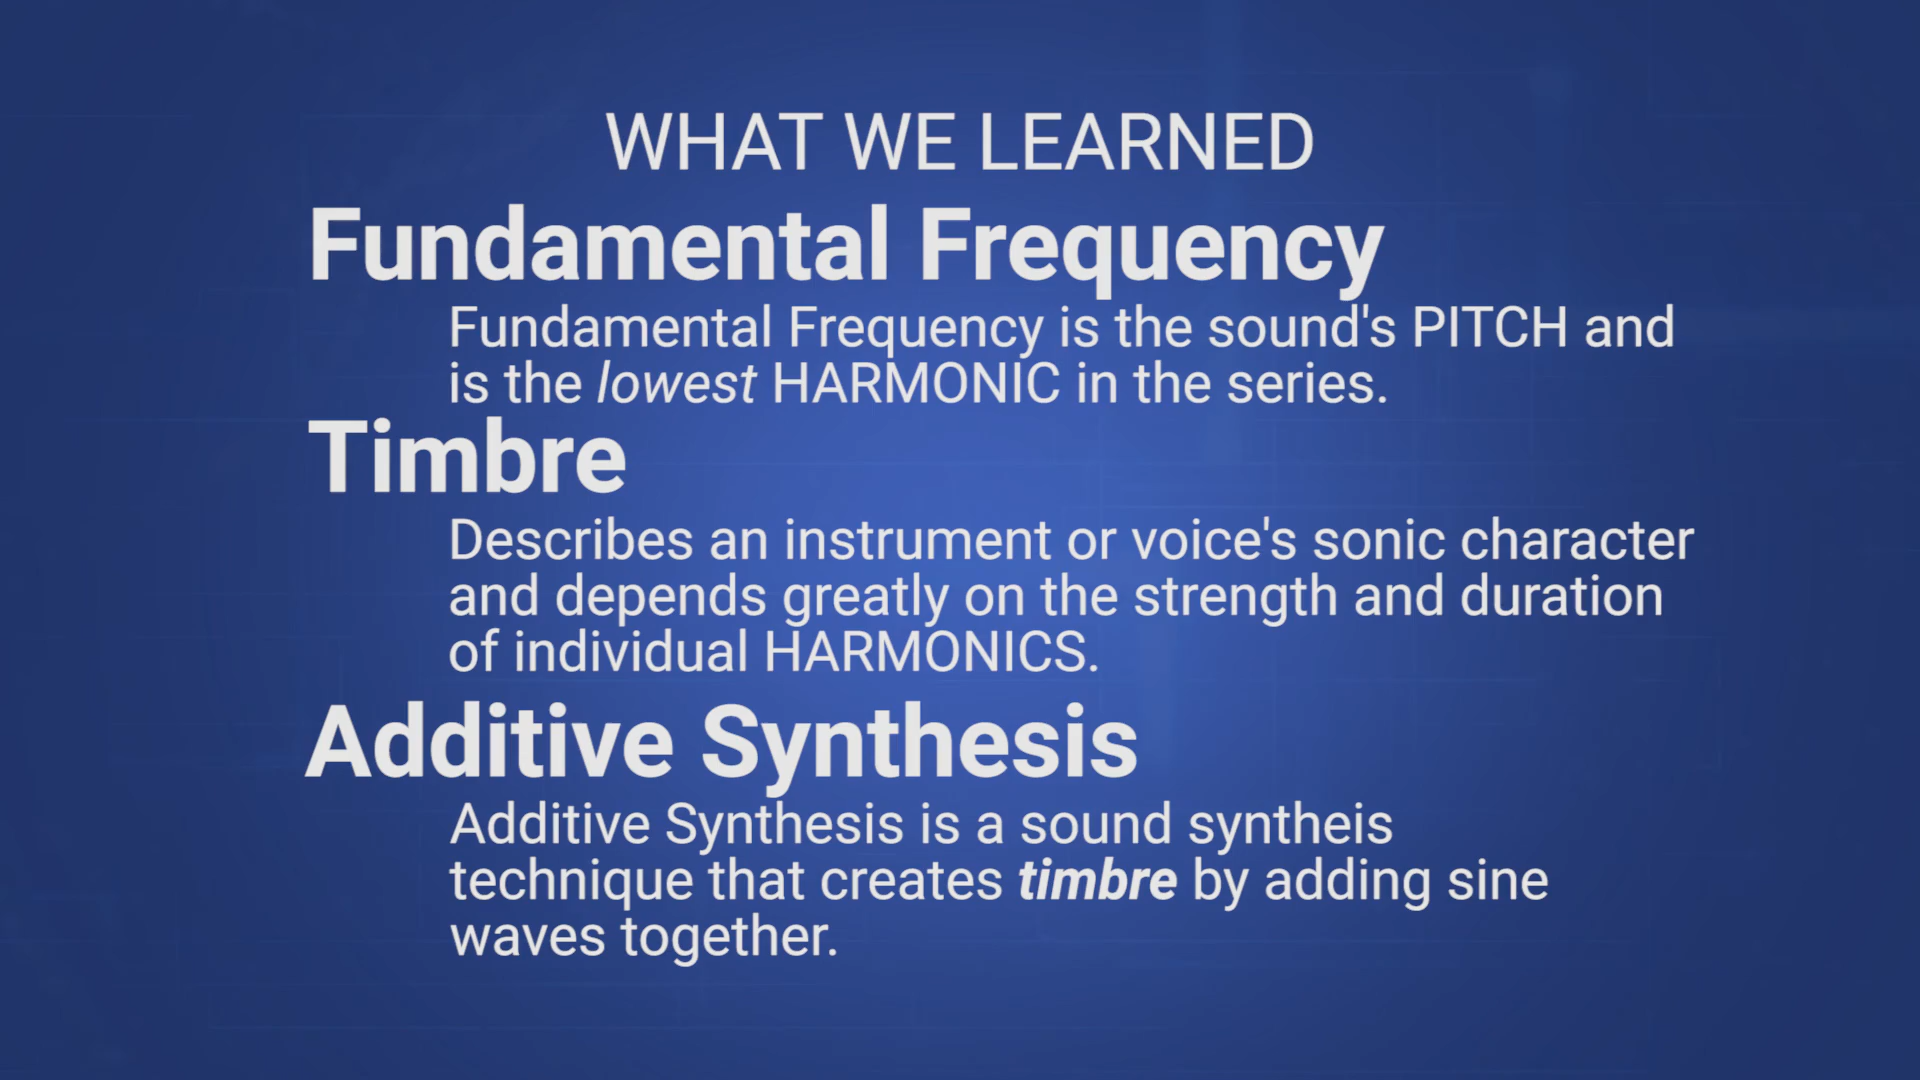 WHAT WE LEARNED
Fundamental Frequency
Fundamental Frequency is the sound's PITCH and
is the lowest HARMONIC in the series.
Timbre
Describes an instrument or voice's sonic character
and depends greatly on the strength and duration
of individual HARMONICS.
Additive Synthesis
Additive Synthesis is a sound syntheis
technique that creates timbre by adding sine
waves together.